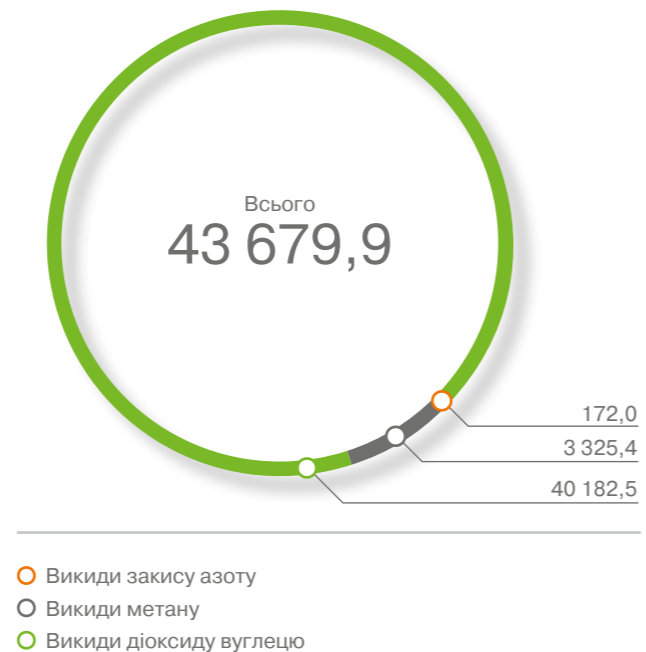 Всього
43 679,9
172,0
3 325,4
40 182,5
Викиди закису азоту
Викиди метану
Викиди діоксиду вуглецю